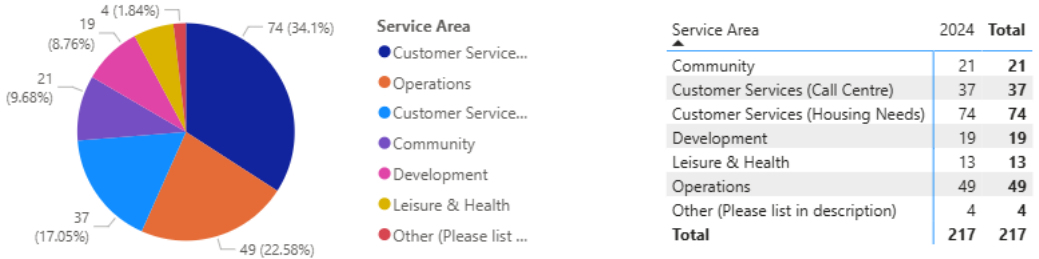 4 (1.84%)
19
(8.76%)
21
(9.68%)
37
(17.05%)
74 (34.1%)
49 (22.58%)
Service Area
Customer Service...
Operations
Customer Service...
Community
Development
Leisure & Health
Other (Please list ...
Service Area 2024 Total
Community 21 21
Customer Services (Call Centre) 37 37
Customer Services (Housing Needs) 74 74
Development 19 19
Leisure & Health 13 13
Operations 49 49
Other (Please list in description) 4 4
Total 217 217